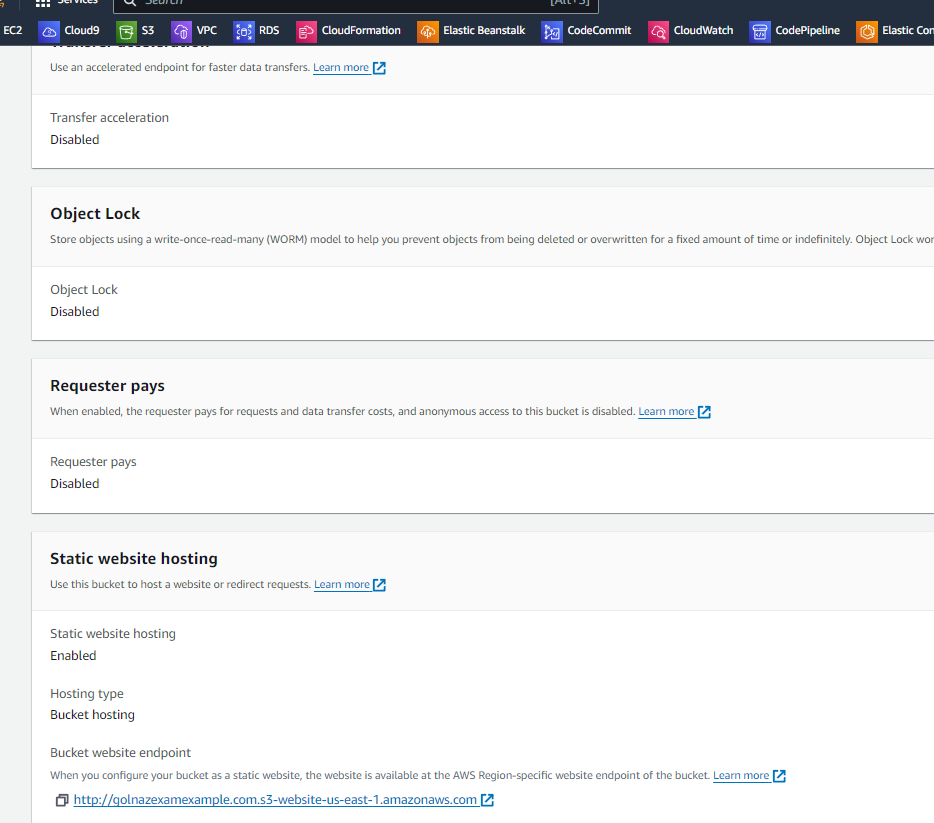 Services
Search
[Alt+S]
EC2 Cloud9 S3 VPC RDS CloudFormation Elastic Beanstalk CodeCommit CloudWatch CodePipeline Elastic Con
Transfer acceleration
Use an accelerated endpoint for faster data transfers. Learn more
Transfer acceleration
Disabled
Object Lock
Store objects using a write-once-read-many (WORM) model to help you prevent objects from being deleted or overwritten for a fixed amount of time or indefinitely. Object Lock wor
Object Lock
Disabled
Requester pays
When enabled, the requester pays for requests and data transfer costs, and anonymous access to this bucket is disabled. Learn more
Requester pays
Disabled
Static website hosting
Use this bucket to host a website or redirect requests. Learn more
Static website hosting
Enabled
Hosting type
Bucket hosting
Bucket website endpoint
When you configure your bucket as a static website, the website is available at the AWS Region-specific website endpoint of the bucket. Learn more
http://golnazexamexample.com.s3-website-us-east-1.amazonaws.com